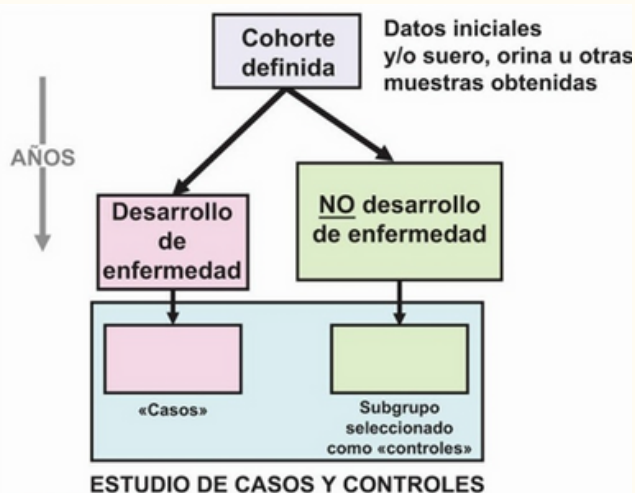 Cohorte
definida
Datos iniciales
y/o suero, orina u otras
muestras obtenidas
AÑOS
Desarrollo
de
enfermedad
NO desarrollo
de enfermedad
«Casos»
Subgrupo
seleccionado
como «controles»
ESTUDIO DE CASOS Y CONTROLES